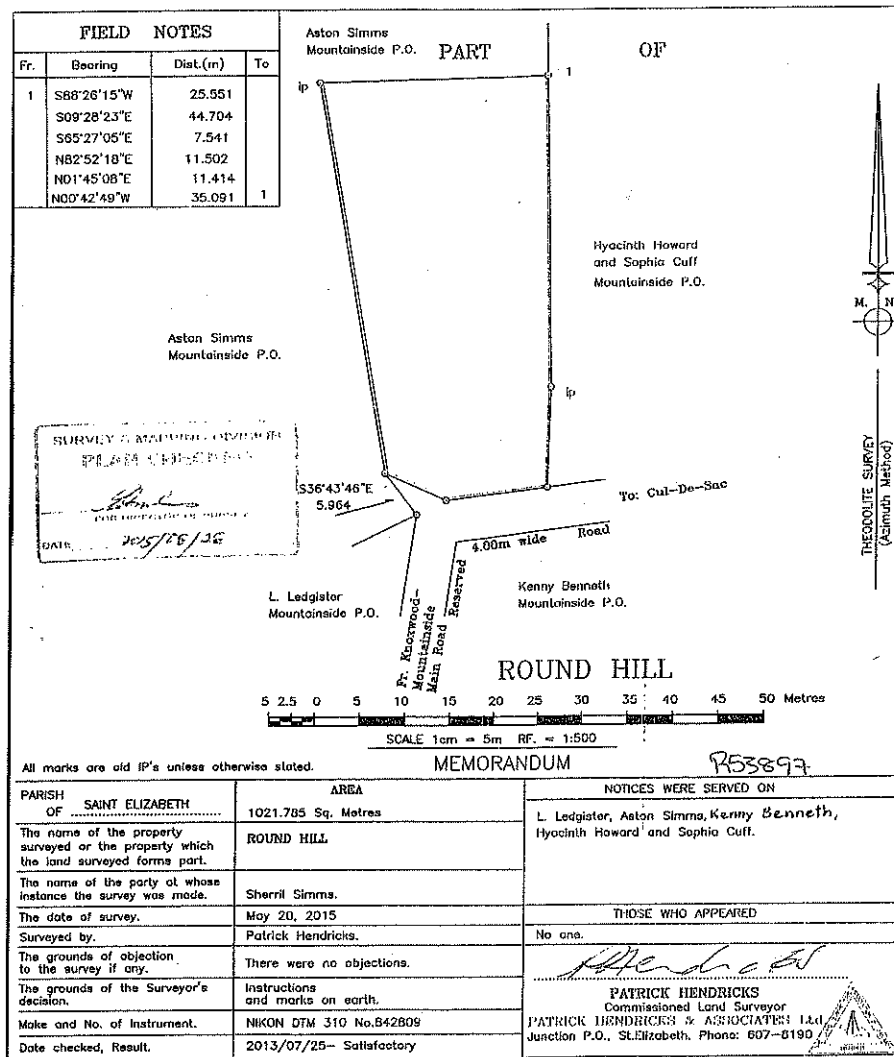 FIELD NOTES
Fr. Bearing Dist.(m) To
1 S88°26'15"W 25.551
S09°28'23"E 44.704
S65°27'05"E 7.541
N82°52'18"E 11.502
N01°45'08"E 11.414
N00°42'49"W 35.091 1
Aston Simms
Mountainside P.O.
PART OF
ip
1
Hyacinth Howard
and Sophia Cuff
Mountainside P.O.
M. N
Aston Simms
Mountainside P.O.
ip
SURVEY & MAPPING DIVISION
PLAN CHECKED
DATE
THEODOLITE SURVEY
(Azimuth Method)
S36°43'46"E
5.964
To: Cul-De-Sac
4.00m wide Road
L. Ledgister
Mountainside P.O.
Fr. Knoxwood-
Mountainside
Main Road
Reserved
Kenny Benneth
Mountainside P.O.
ROUND HILL
5 2.5 0 5 10 15 20 25 30 35 40 45 50 Metres
SCALE 1cm = 5m RF. = 1:500
All marks are old IP's unless otherwise stated.
MEMORANDUM
R53897
PARISH
OF SAINT ELIZABETH
AREA
1021.785 Sq. Metres
NOTICES WERE SERVED ON
L. Ledgister, Aston Simms, Kenny Benneth,
Hyacinth Howard and Sophia Cuff.
The name of the property
surveyed or the property which
the land surveyed forms part.
ROUND HILL
The name of the party at whose
instance the survey was made.
Sherril Simms.
The date of survey.
May 20, 2015
THOSE WHO APPEARED
No one.
Surveyed by.
Patrick Hendricks.
The grounds of objection
to the survey if any.
There were no objections.
The grounds of the Surveyor's
decision.
Instructions
and marks on earth.
Make and No. of Instrument.
NIKON DTM 310 No.842809
Date checked, Result.
2013/07/25- Satisfactory
PATRICK HENDRICKS
Commissioned Land Surveyor
PATRICK HENDRICKS & ASSOCIATES Ltd.
Junction P.O., St.Elizabeth. Phone: 607-8190